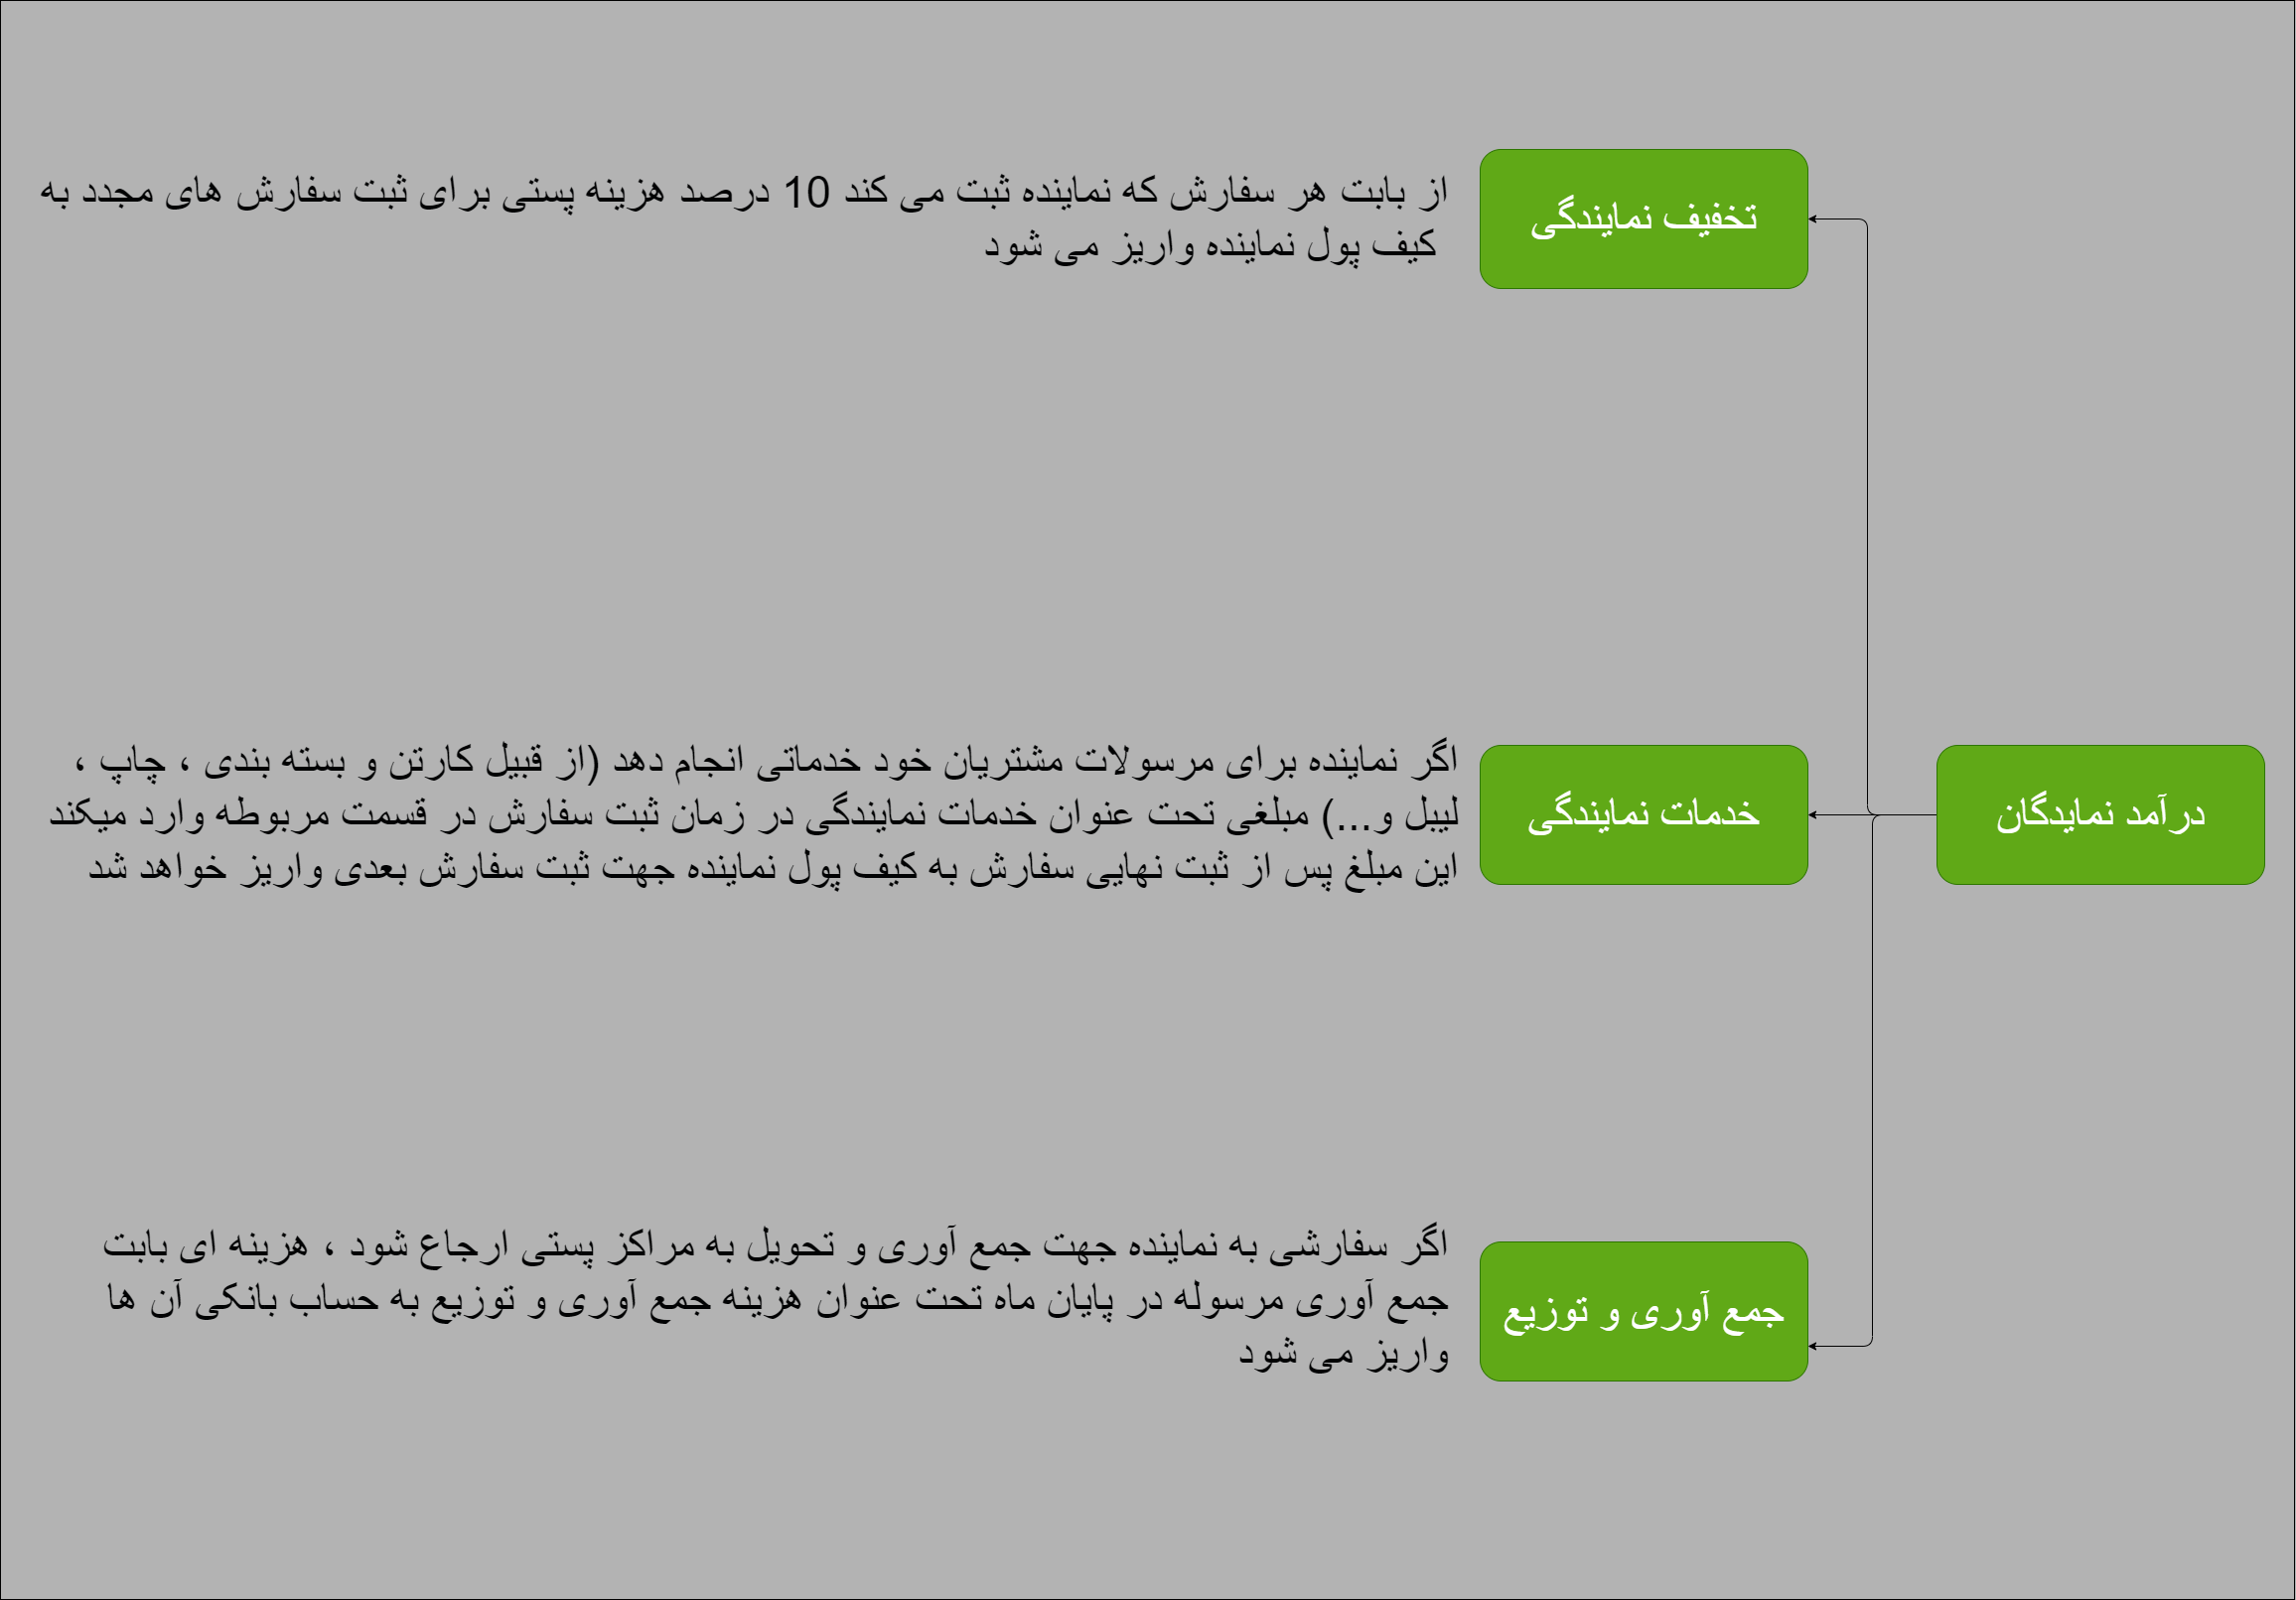 درآمد نمایدگان
تخفیف نمایندگی
از بابت هر سفارش که نماینده ثبت می کند 10 درصد هزینه پستی برای ثبت سفارش های مجدد به
کیف پول نماینده واریز می شود
خدمات نمایندگی
اگر نماینده برای مرسولات مشتریان خود خدماتی انجام دهد (از قبیل کارتن و بسته بندی ، چاپ ،
لیبل و...) مبلغی تحت عنوان خدمات نمایندگی در زمان ثبت سفارش در قسمت مربوطه وارد میکند
این مبلغ پس از ثبت نهایی سفارش به کیف پول نماینده جهت ثبت سفارش بعدی واریز خواهد شد
جمع آوری و توزیع
اگر سفارشی به نماینده جهت جمع آوری و تحویل به مراکز پستی ارجاع شود ، هزینه ای بابت
جمع آوری مرسوله در پایان ماه تحت عنوان هزینه جمع آوری و توزیع به حساب بانکی آن ها
واریز می شود